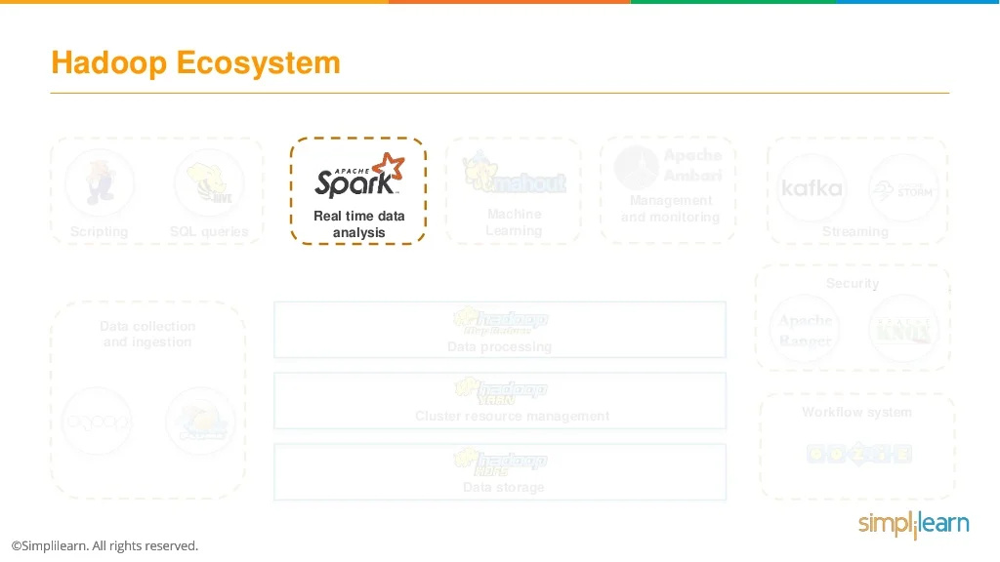 Hadoop Ecosystem
APACHE
Spark
Real time data
analysis
HIVE
Scripting
SQL queries
mahout
Machine
Learning
Apache
Ambari
Management
and monitoring
kafka
STORM
Streaming
Security
Apache
Ranger
KNOX
Data collection
and ingestion
sqoop
hadoop
Data processing
hadoop
YARN
Cluster resource management
hadoop
HDFS
Data storage
Workflow system
OOZIE
simplilearn
©Simplilearn. All rights reserved.